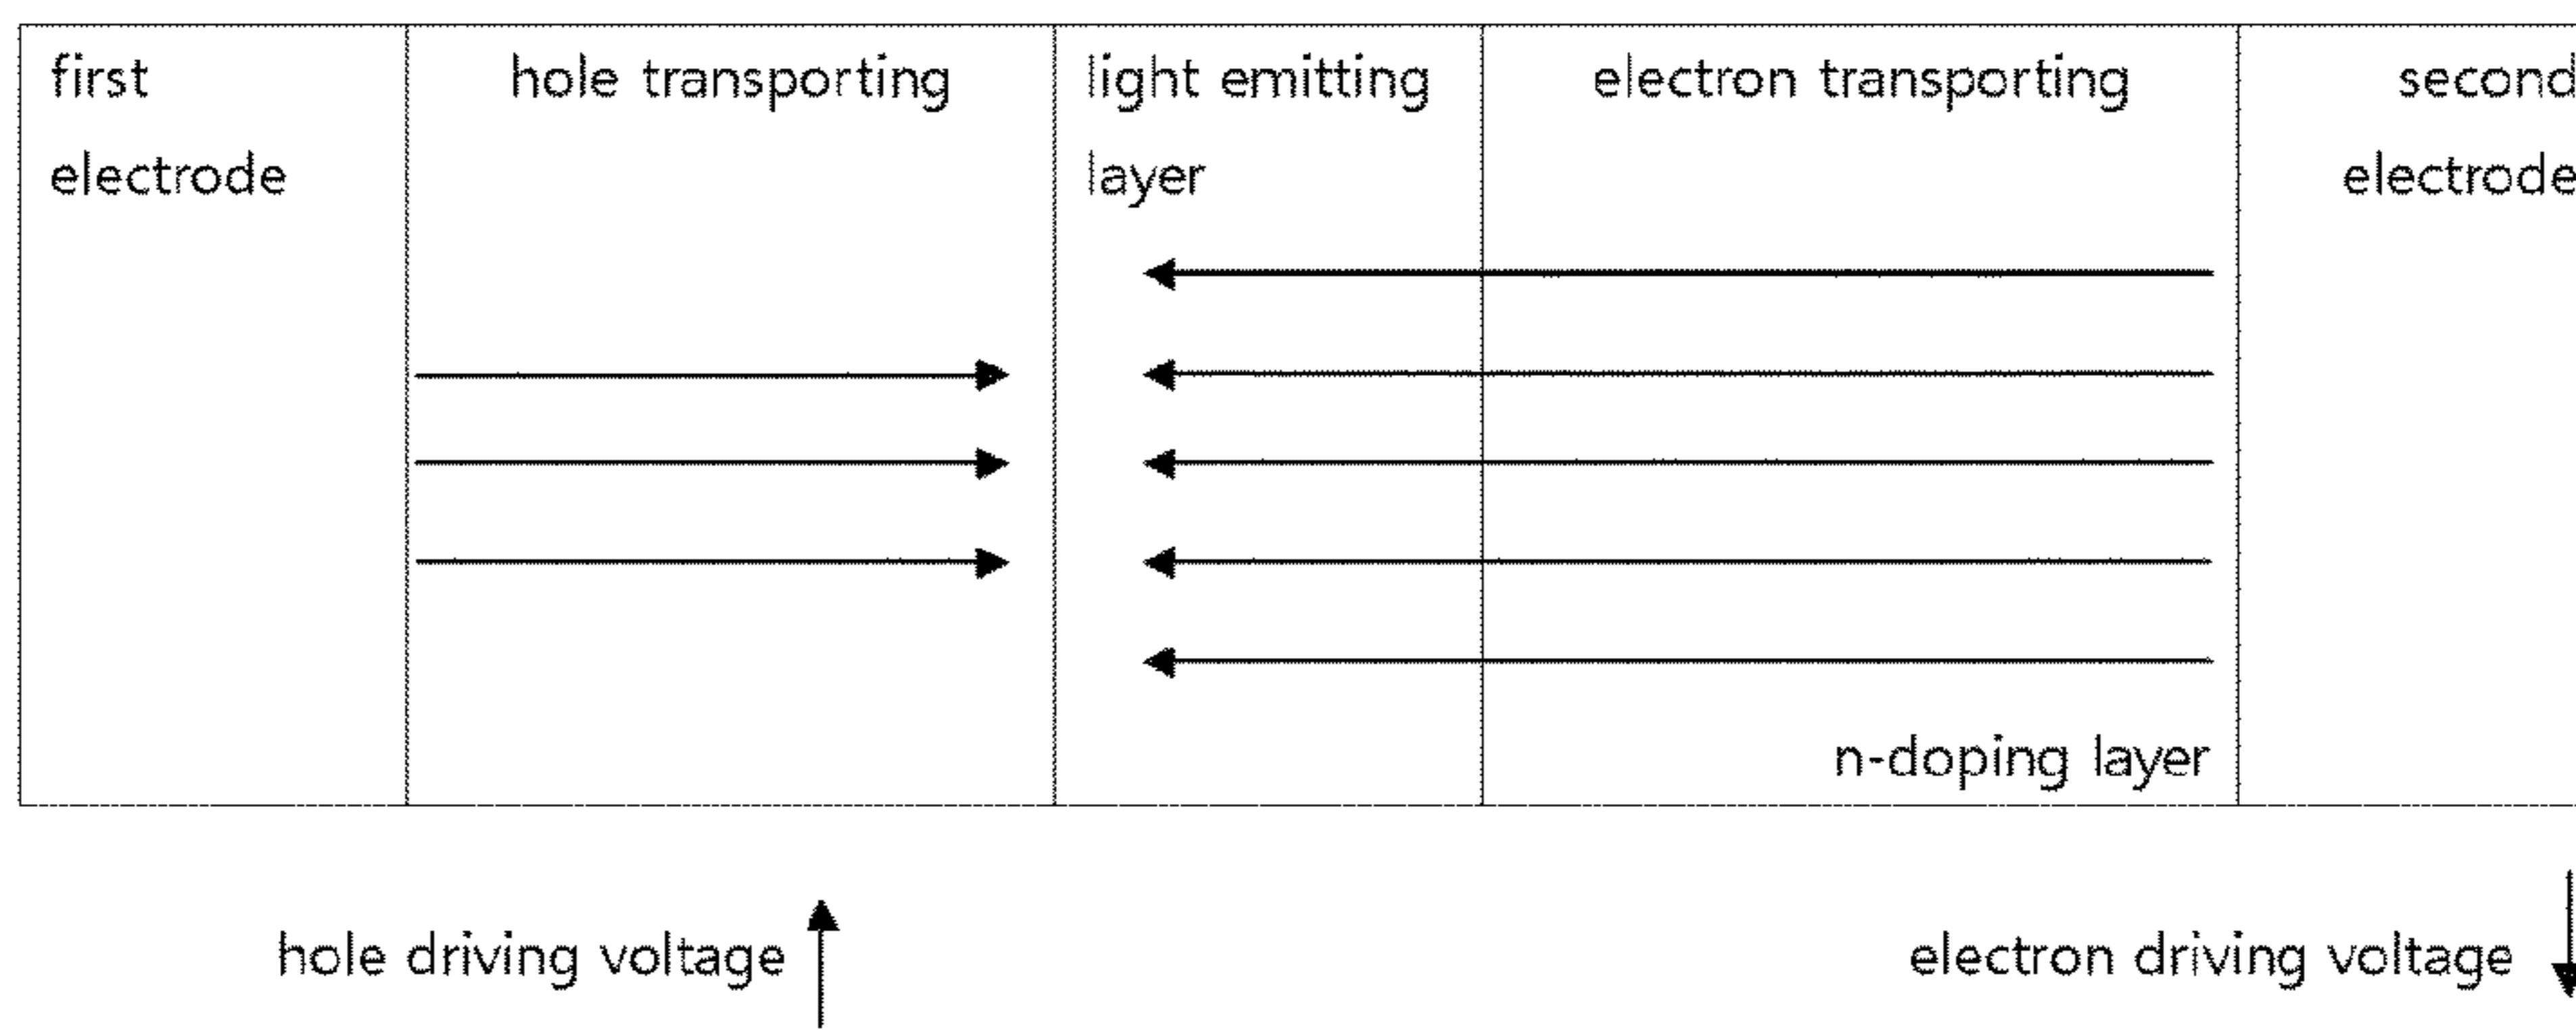 first
electrode
hole transporting
light emitting
layer
electron transporting
second
electrode
n-doping layer
hole driving voltage
electron driving voltage